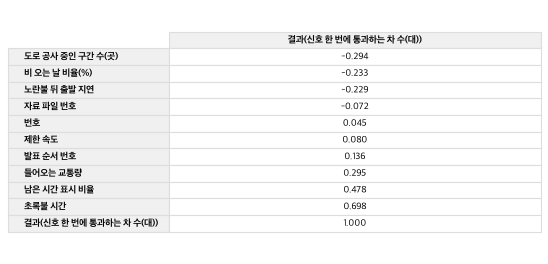 결과(신호 한 번에 통과하는 차 수(대))
도로 공사 중인 구간 수(곳) -0.294
비 오는 날 비율(%) -0.233
노란불 뒤 출발 지연 -0.229
자료 파일 번호 -0.072
번호 0.045
제한 속도 0.080
발표 순서 번호 0.136
들어오는 교통량 0.295
남은 시간 표시 비율 0.478
초록불 시간 0.698
결과(신호 한 번에 통과하는 차 수(대)) 1.000